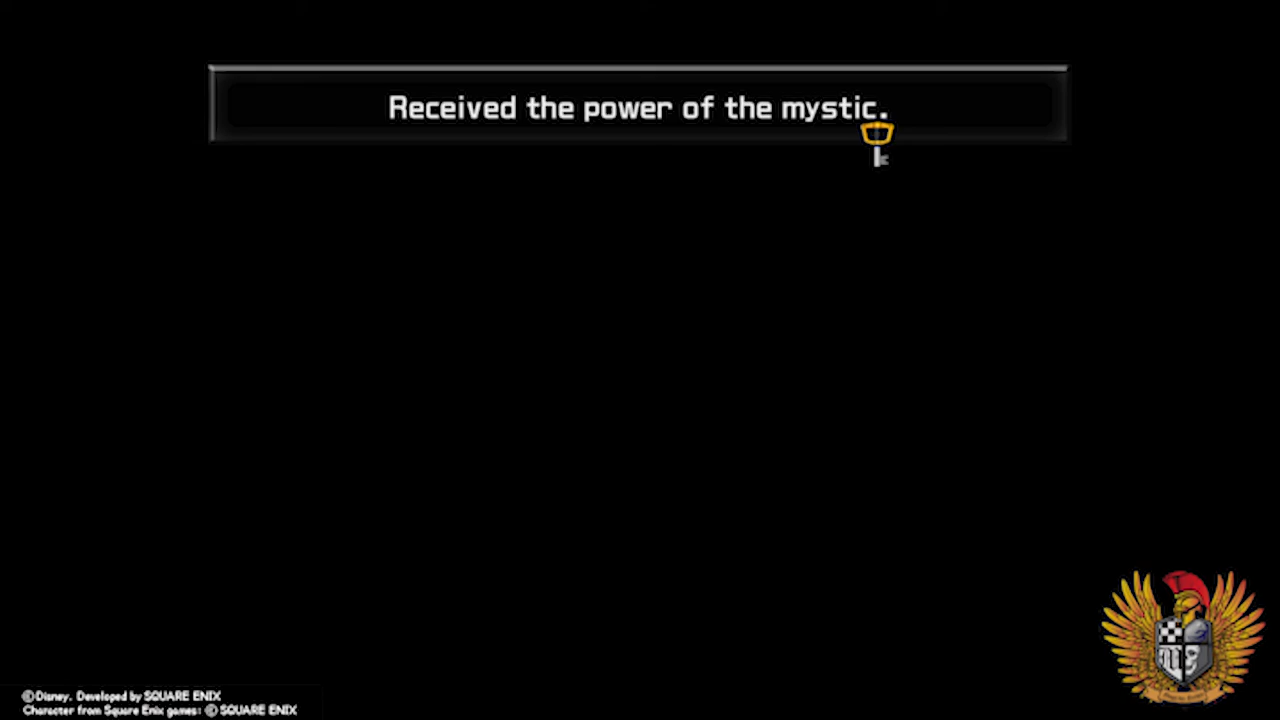 Received the power of the mystic.
©Disney. Developed by SQUARE ENIX
Character from Square Enix games: © SQUARE ENIX